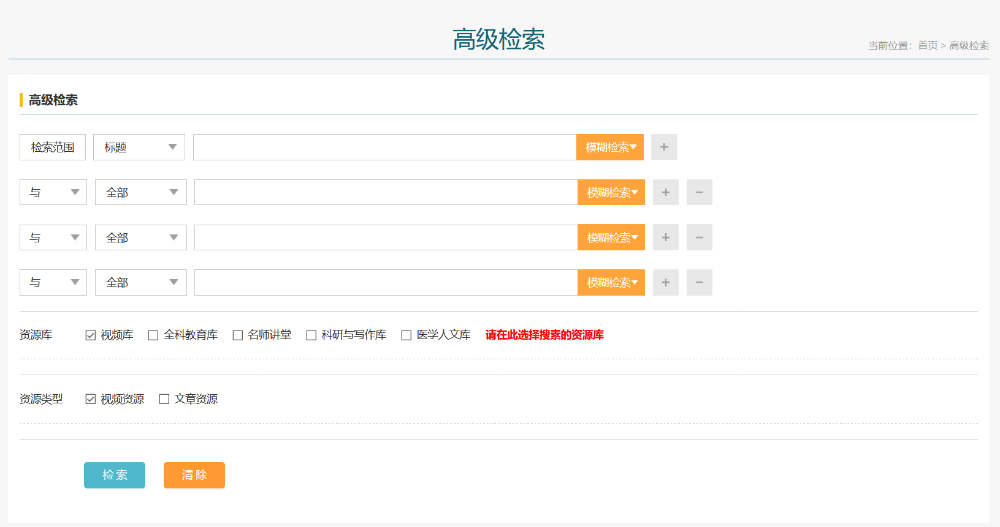 高级检索
当前位置：首页 > 高级检索
高级检索
检索范围 标题 模糊检索 +
与 全部 模糊检索 + −
与 全部 模糊检索 + −
与 全部 模糊检索 + −
资源库 视频库 全科教育库 名师讲堂 科研与写作库 医学人文库 请在此选择搜素的资源库
资源类型 视频资源 文章资源
检索 清除